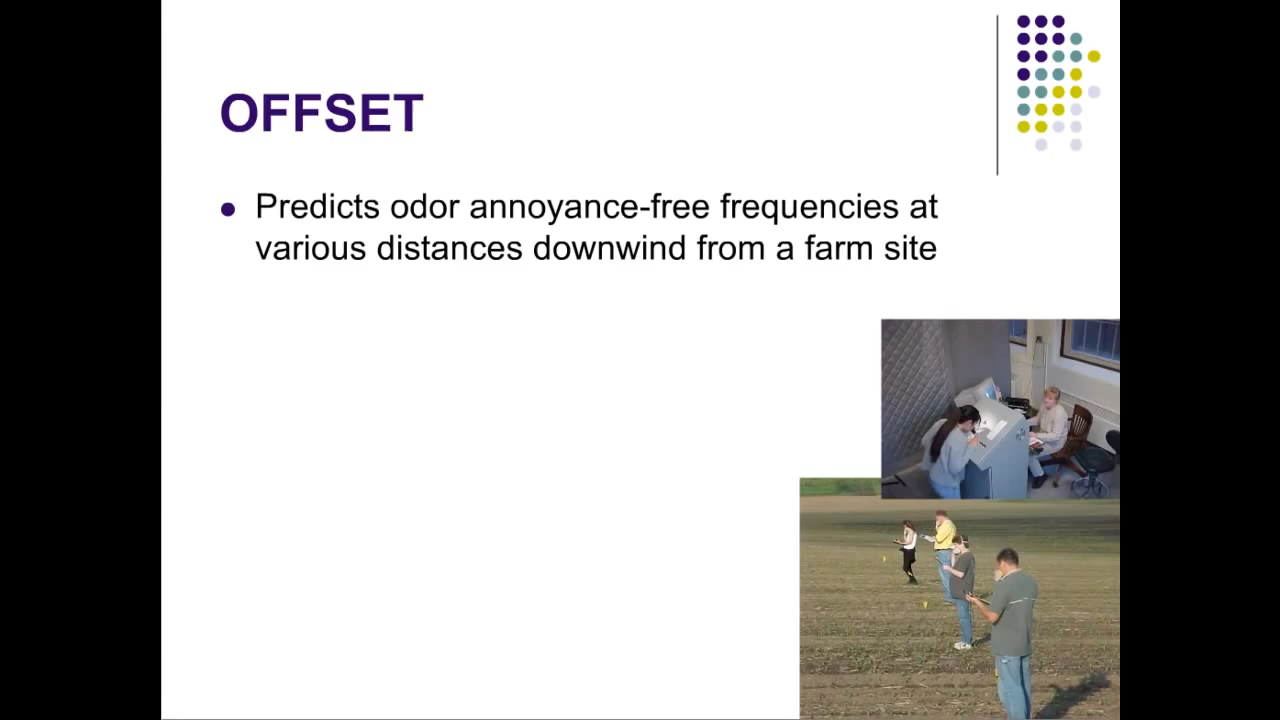 OFFSET
Predicts odor annoyance-free frequencies at
various distances downwind from a farm site